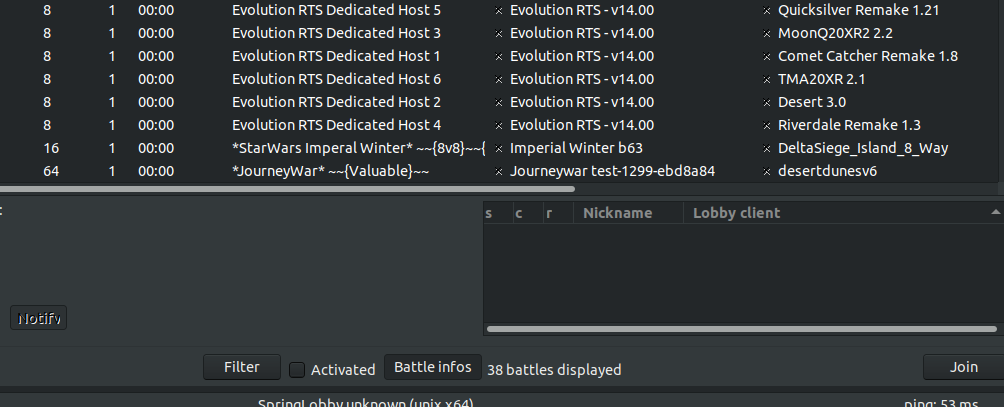 8 1 00:00 Evolution RTS Dedicated Host 5 Evolution RTS - v14.00 Quicksilver Remake 1.21
8 1 00:00 Evolution RTS Dedicated Host 3 Evolution RTS - v14.00 MoonQ20XR2 2.2
8 1 00:00 Evolution RTS Dedicated Host 1 Evolution RTS - v14.00 Comet Catcher Remake 1.8
8 1 00:00 Evolution RTS Dedicated Host 6 Evolution RTS - v14.00 TMA20XR 2.1
8 1 00:00 Evolution RTS Dedicated Host 2 Evolution RTS - v14.00 Desert 3.0
8 1 00:00 Evolution RTS Dedicated Host 4 Evolution RTS - v14.00 Riverdale Remake 1.3
16 1 00:00 *StarWars Imperal Winter* ~~{8v8}~~{ Imperial Winter b63 DeltaSiege_Island_8_Way
64 1 00:00 *JourneyWar* ~~{Valuable}~~ Journeywar test-1299-ebd8a84 desertdunesv6
:
s c r Nickname Lobby client
Notify
Filter Activated Battle infos 38 battles displayed Join
SpringLobby unknown (unix x64) ping: 53 ms